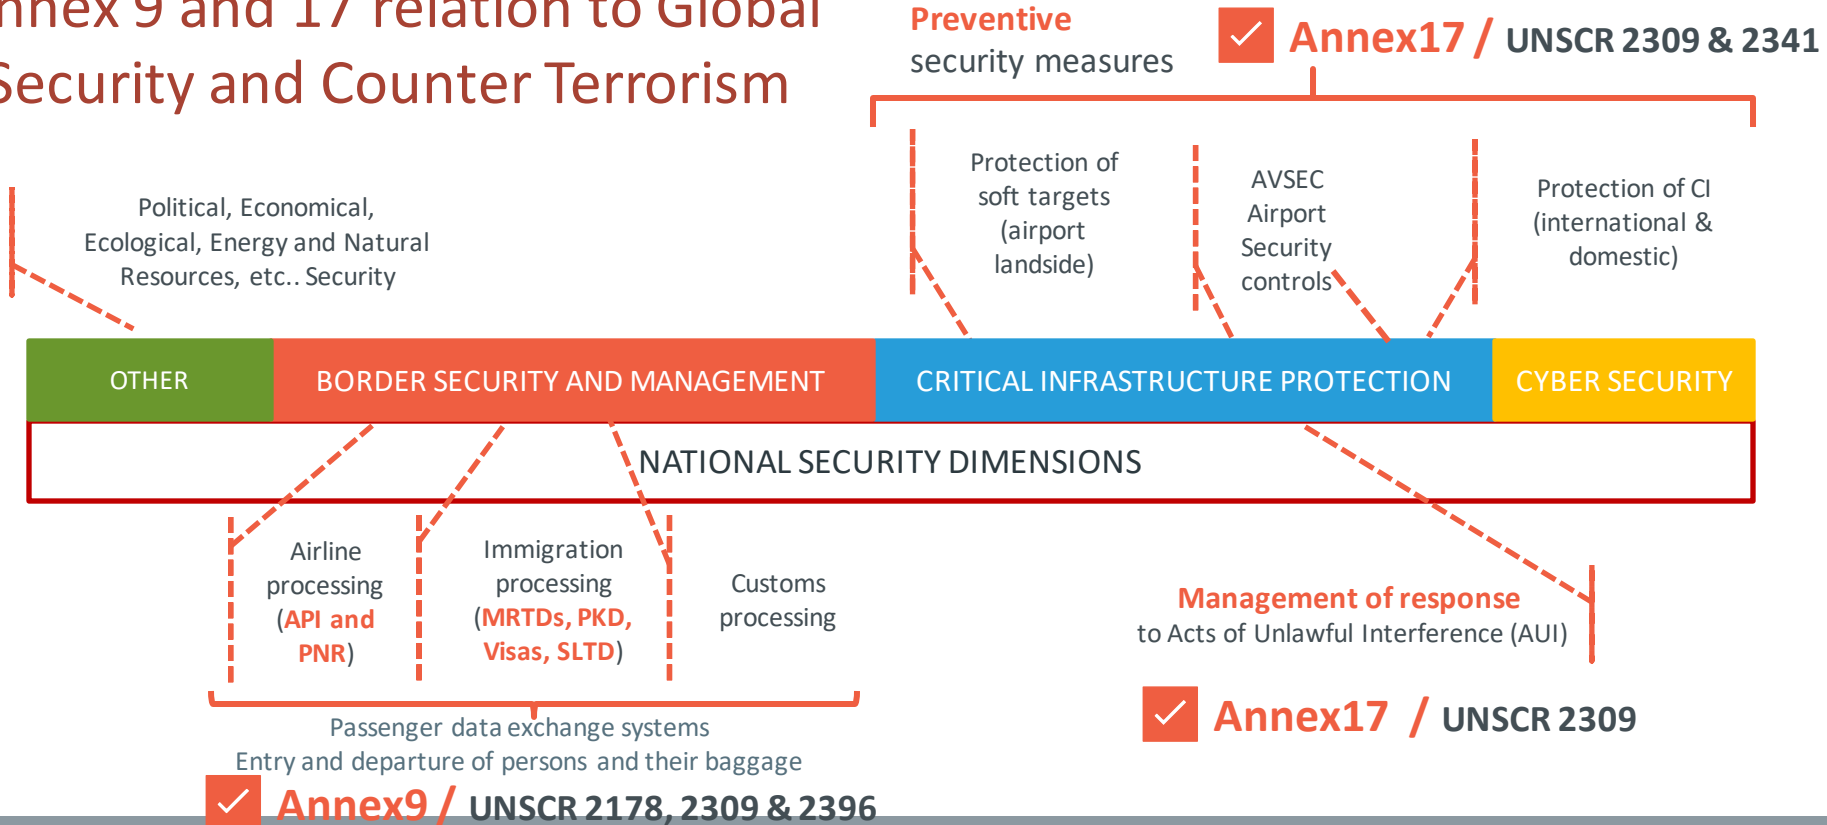 nnex 9 and 17 relation to Global
Security and Counter Terrorism
Preventive
security measures
Annex17 / UNSCR 2309 & 2341
Political, Economical,
Ecological, Energy and Natural
Resources, etc.. Security
Protection of
soft targets
(airport
landside)
AVSEC
Airport
Security
controls
Protection of CI
(international &
domestic)
OTHER
BORDER SECURITY AND MANAGEMENT
CRITICAL INFRASTRUCTURE PROTECTION
CYBER SECURITY
NATIONAL SECURITY DIMENSIONS
Airline
processing
(API and
PNR)
Immigration
processing
(MRTDs, PKD,
Visas, SLTD)
Customs
processing
Management of response
to Acts of Unlawful Interference (AUI)
Annex17 / UNSCR 2309
Passenger data exchange systems
Entry and departure of persons and their baggage
Annex9 / UNSCR 2178, 2309 & 2396